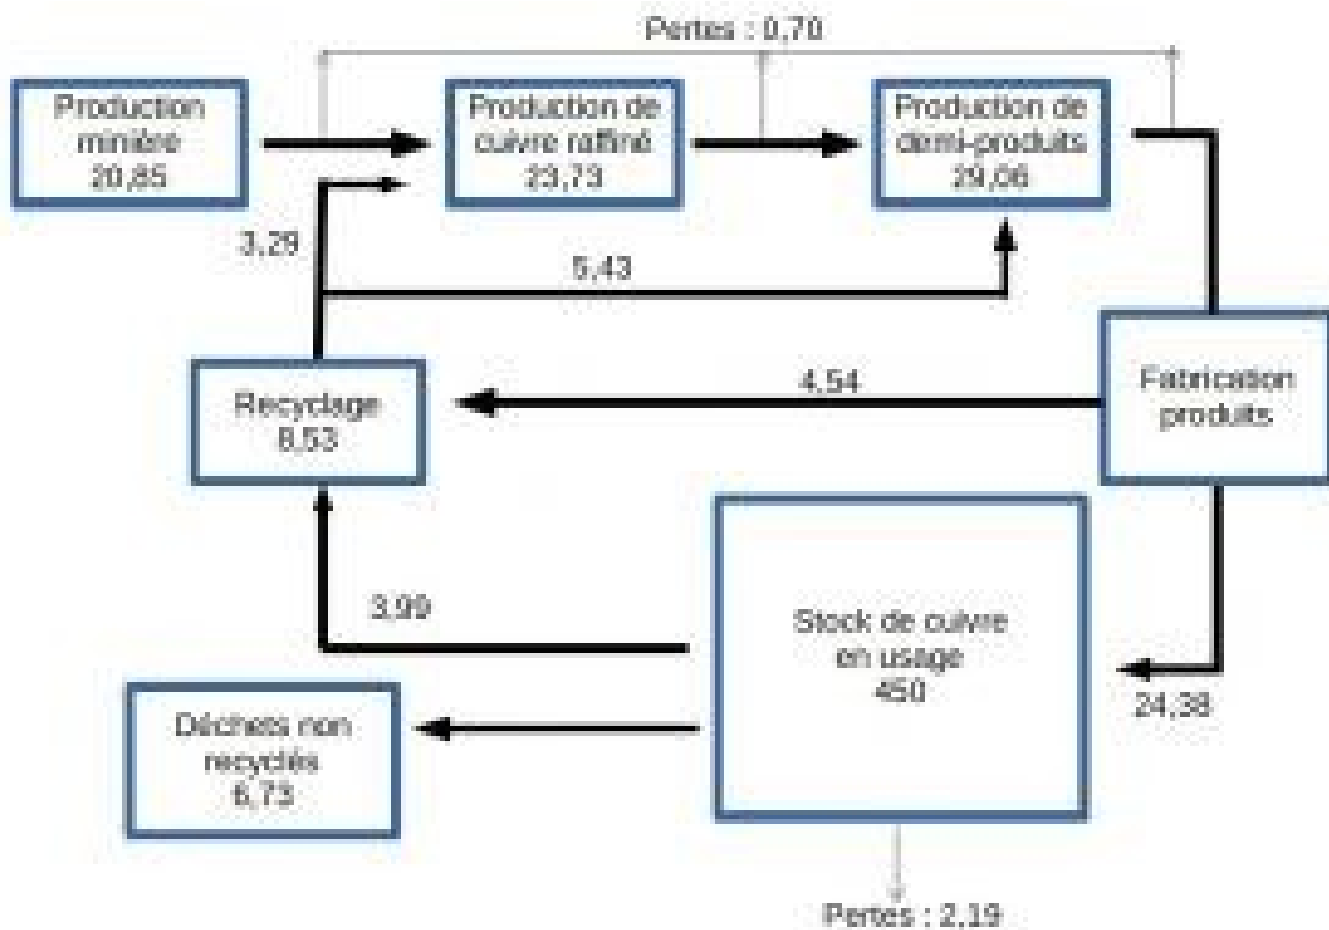 Pertes : 0,70
Production
minière
20,85
Production de
cuivre raffiné
23,73
Production de
demi-produits
29,06
3,29
5,43
Recyclage
8,53
4,54
Fabrication
produits
3,99
Stock de cuivre
en usage
450
24,38
Déchets non
recyclés
6,73
Pertes : 2,19